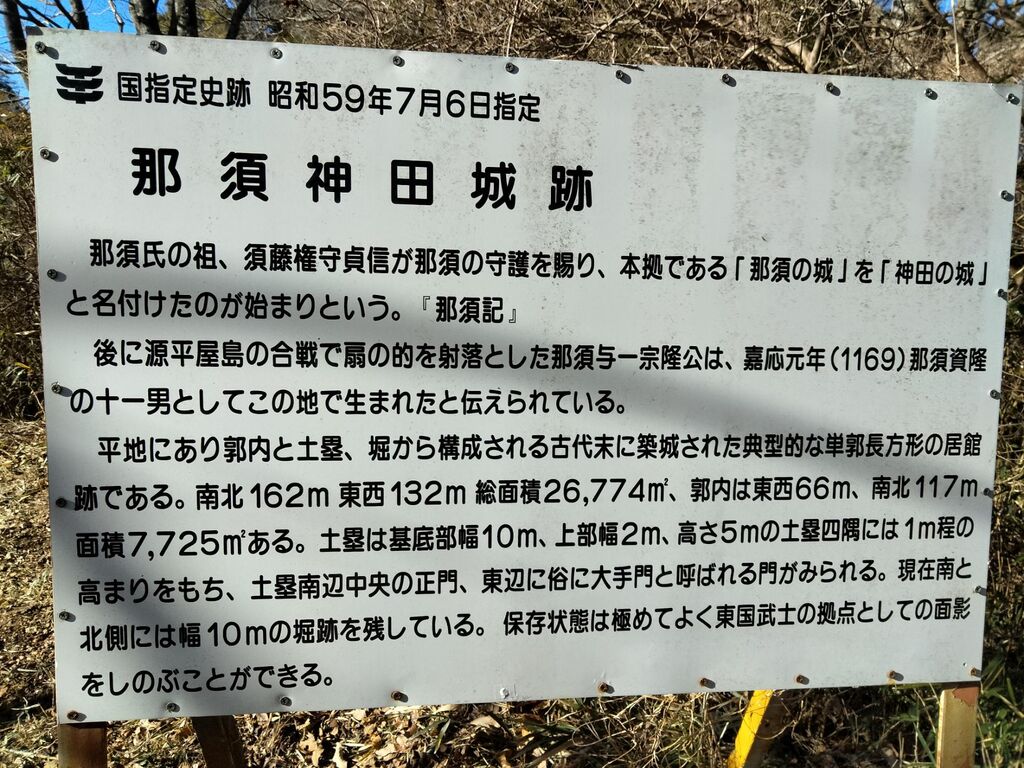 国指定史跡 昭和59年7月6日指定
那須神田城跡
那須氏の祖、須藤権守貞信が那須の守護を賜り、本拠である「那須の城」を「神田の城」
と名付けたのが始まりという。『那須記』
後に源平屋島の合戦で扇の的を射落とした那須与一宗隆公は、嘉応元年(1169)那須資隆
の十一男としてこの地で生まれたと伝えられている。
平地にあり郭内と土塁、堀から構成される古代末に築城された典型的な単郭長方形の居館
跡である。南北162m 東西132m 総面積26,774㎡、郭内は東西66m、南北117m
面積7,725㎡ある。土塁は基底部幅10m、上部幅2m、高さ5mの土塁四隅には1m程の
高まりをもち、土塁南辺中央の正門、東辺に俗に大手門と呼ばれる門がみられる。現在南と
北側には幅10mの堀跡を残している。保存状態は極めてよく東国武士の拠点としての面影
をしのぶことができる。